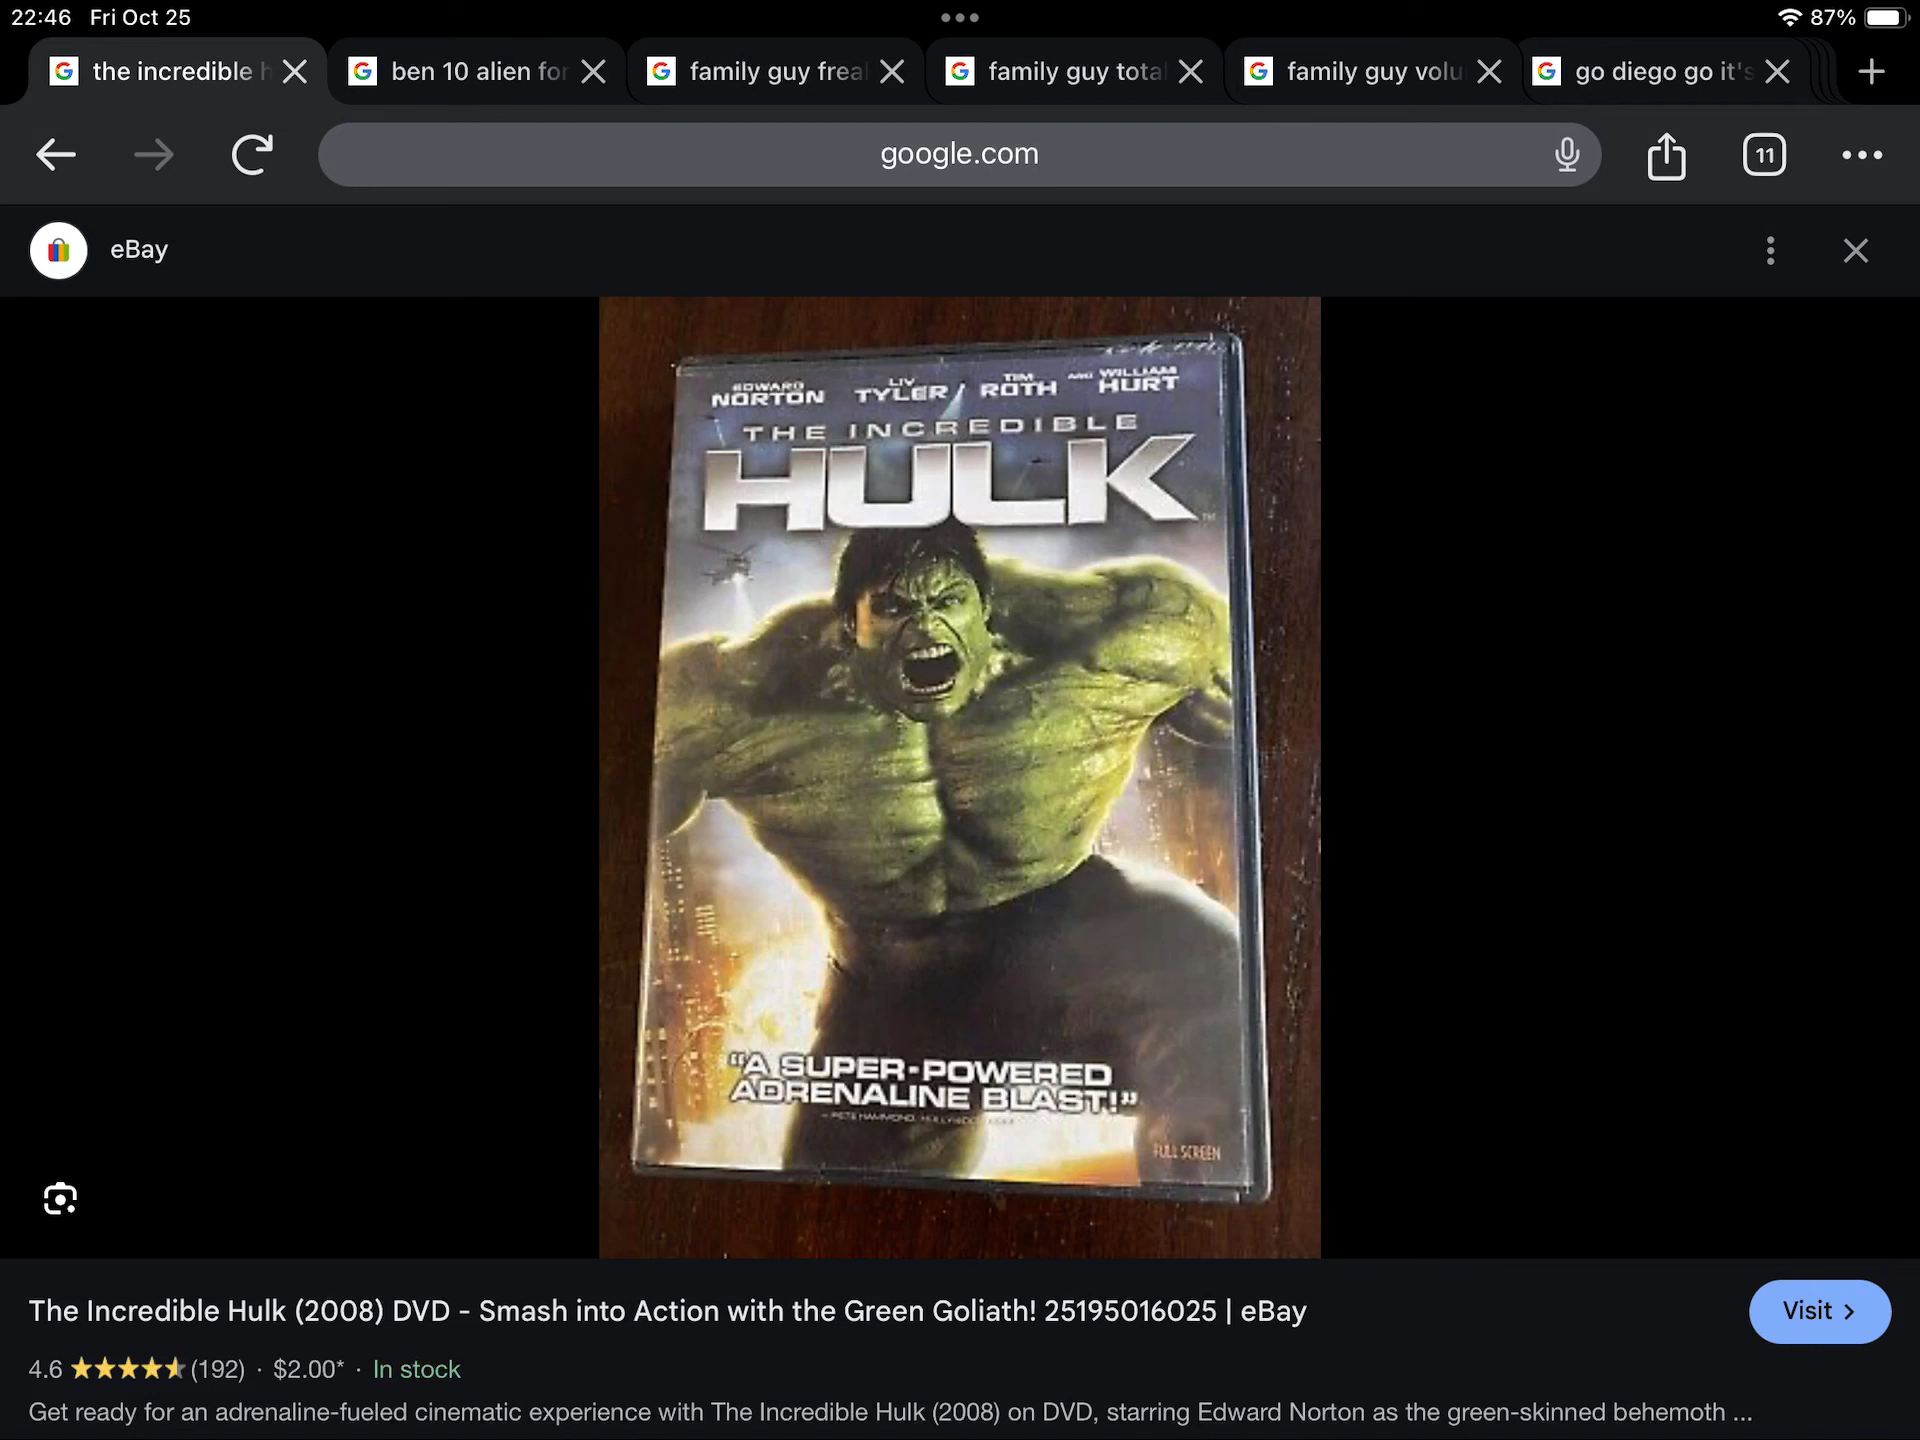 22:46 Fri Oct 25
87%
the incredible h
ben 10 alien for
family guy frea
family guy tota
family guy volu
go diego go it's
google.com
11
eBay
EDWARD NORTON LIV TYLER / TIM ROTH AND WILLIAM HURT
THE INCREDIBLE
HULK™
"A SUPER-POWERED
ADRENALINE BLAST!"
– PETE HAMMOND,
FULL SCREEN
The Incredible Hulk (2008) DVD - Smash into Action with the Green Goliath! 25195016025 | eBay
Visit >
4.6 (192) · $2.00* · In stock
Get ready for an adrenaline-fueled cinematic experience with The Incredible Hulk (2008) on DVD, starring Edward Norton as the green-skinned behemoth ...